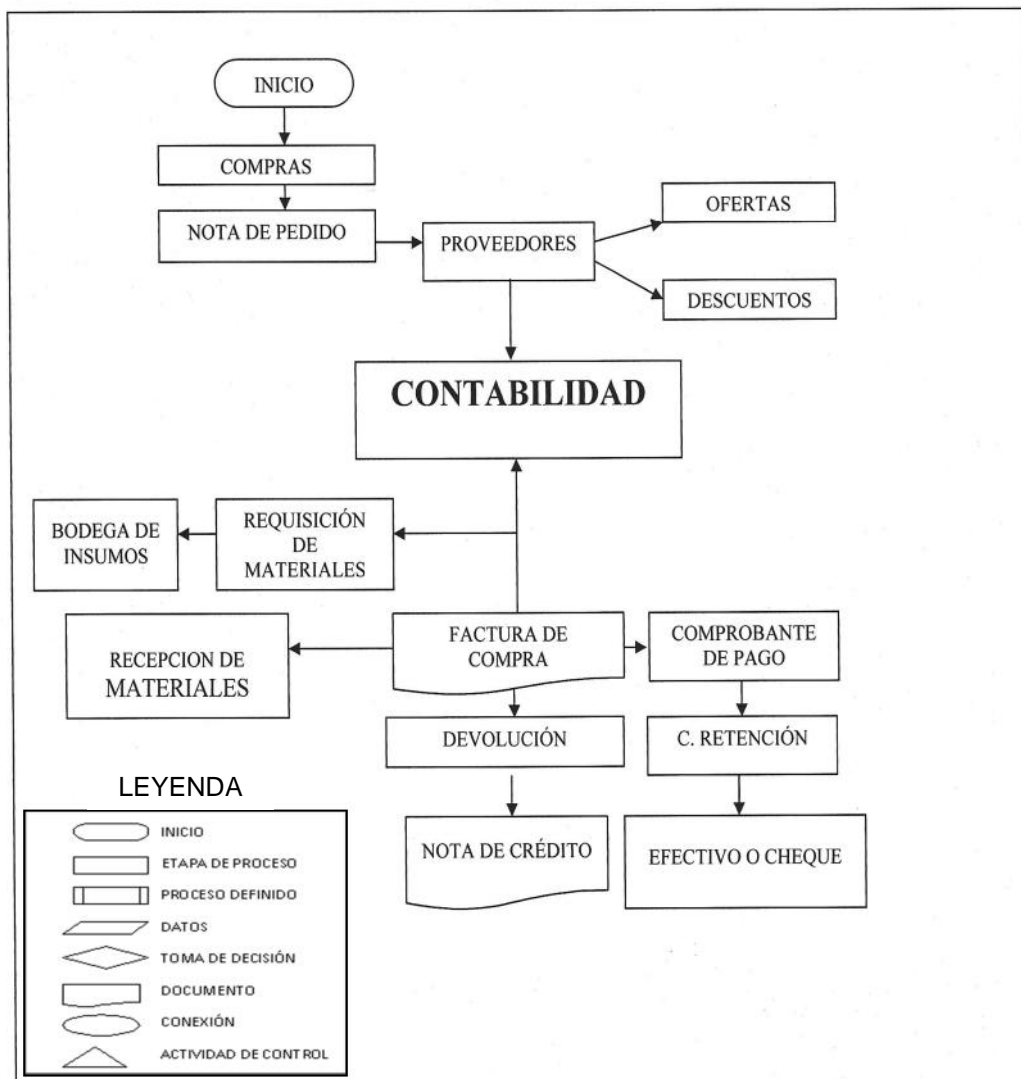 INICIO
COMPRAS
NOTA DE PEDIDO
PROVEEDORES
OFERTAS
DESCUENTOS
CONTABILIDAD
BODEGA DE
INSUMOS
REQUISICIÓN
DE
MATERIALES
RECEPCION DE
MATERIALES
FACTURA DE
COMPRA
COMPROBANTE
DE PAGO
DEVOLUCIÓN
C. RETENCIÓN
NOTA DE CRÉDITO
EFECTIVO O CHEQUE
LEYENDA
INICIO
ETAPA DE PROCESO
PROCESO DEFINIDO
DATOS
TOMA DE DECISIÓN
DOCUMENTO
CONEXIÓN
ACTIVIDAD DE CONTROL